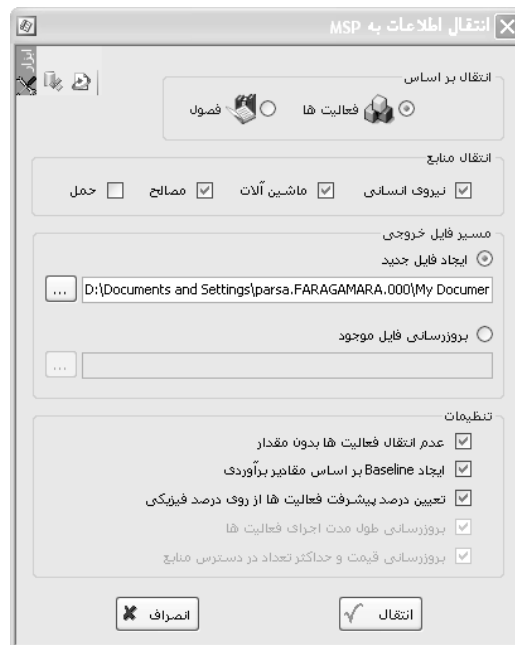 انتقال اطلاعات به MSP
ابزار
انتقال بر اساس
فعالیت ها
فصول
انتقال منابع
نیروی انسانی
ماشین آلات
مصالح
حمل
مسیر فایل خروجی
ایجاد فایل جدید
D:\Documents and Settings\parsa.FARAGAMARA.000\My Documer
...
بروزرسانی فایل موجود
...
تنظیمات
عدم انتقال فعالیت ها بدون مقدار
ایجاد Baseline بر اساس مقادیر برآوردی
تعیین درصد پیشرفت فعالیت ها از روی درصد فیزیکی
بروزرسانی طول مدت اجرای فعالیت ها
بروزرسانی قیمت و حداکثر تعداد در دسترس منابع
انتقال
انصراف